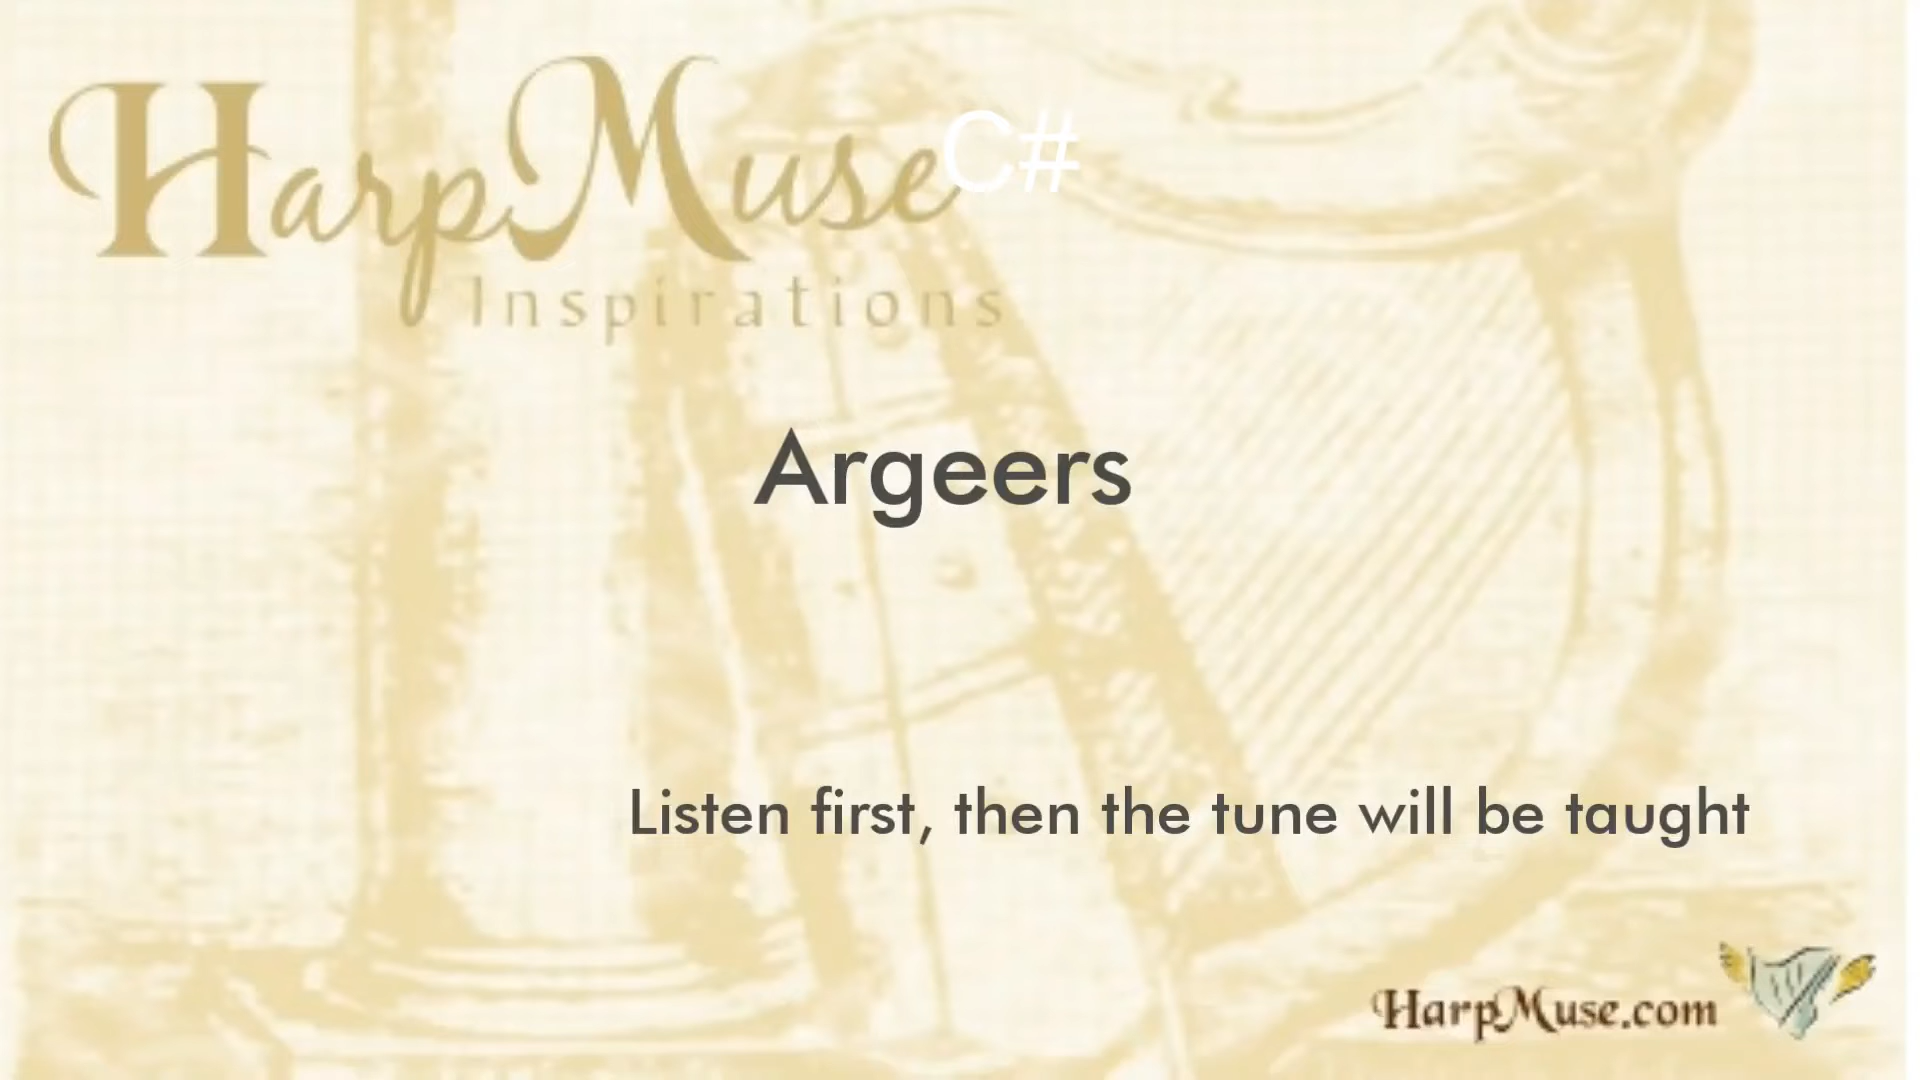 HarpMuse
C#
Inspirations
Argeers
Listen first, then the tune will be taught
HarpMuse.com